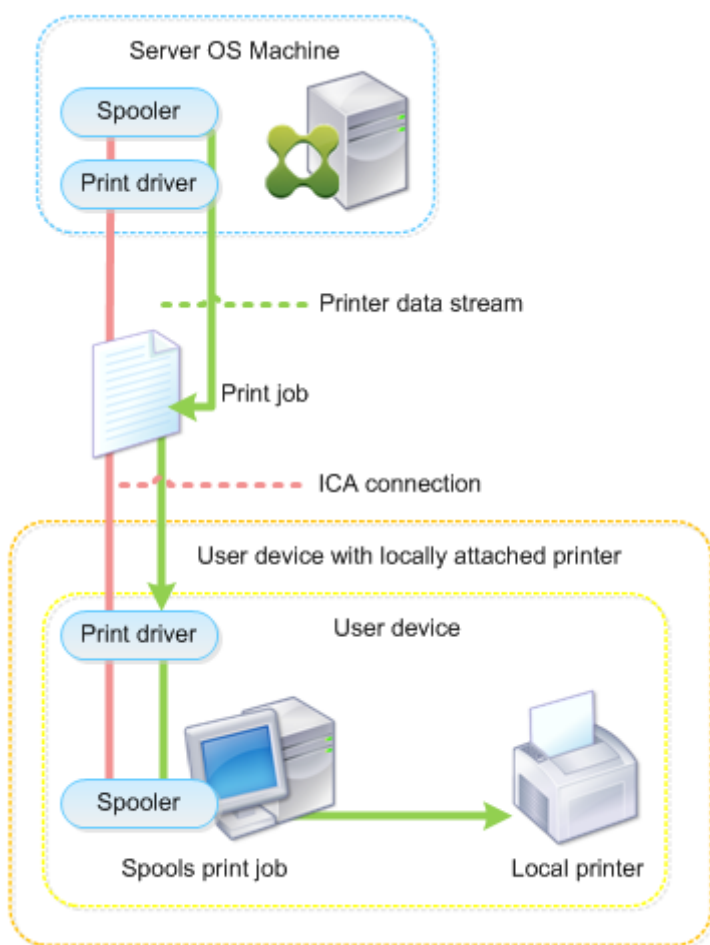 Server OS Machine
Spooler
Print driver
Printer data stream
Print job
ICA connection
User device with locally attached printer
Print driver
User device
Spooler
Spools print job
Local printer